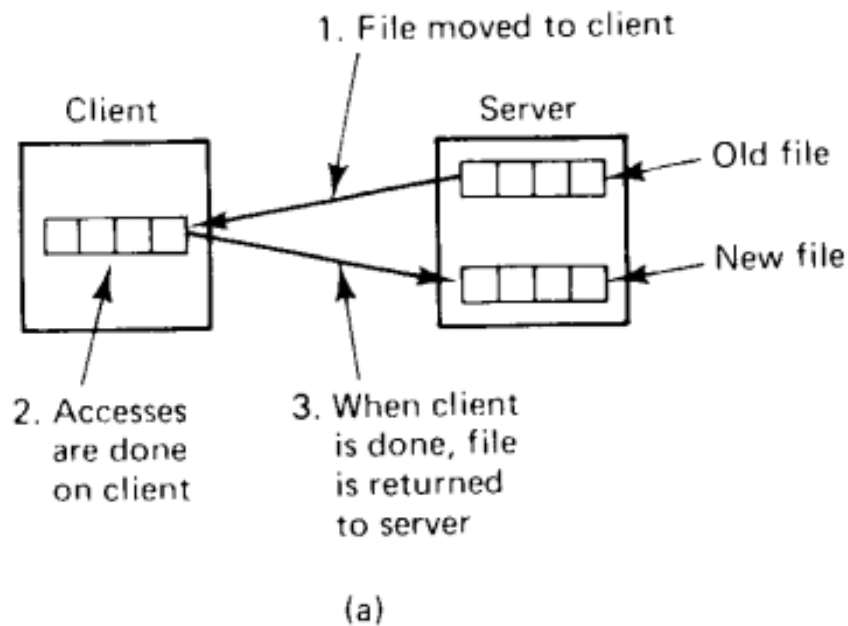 1. File moved to client
Client
Server
Old file
New file
2. Accesses
are done
on client
3. When client
is done, file
is returned
to server
(a)